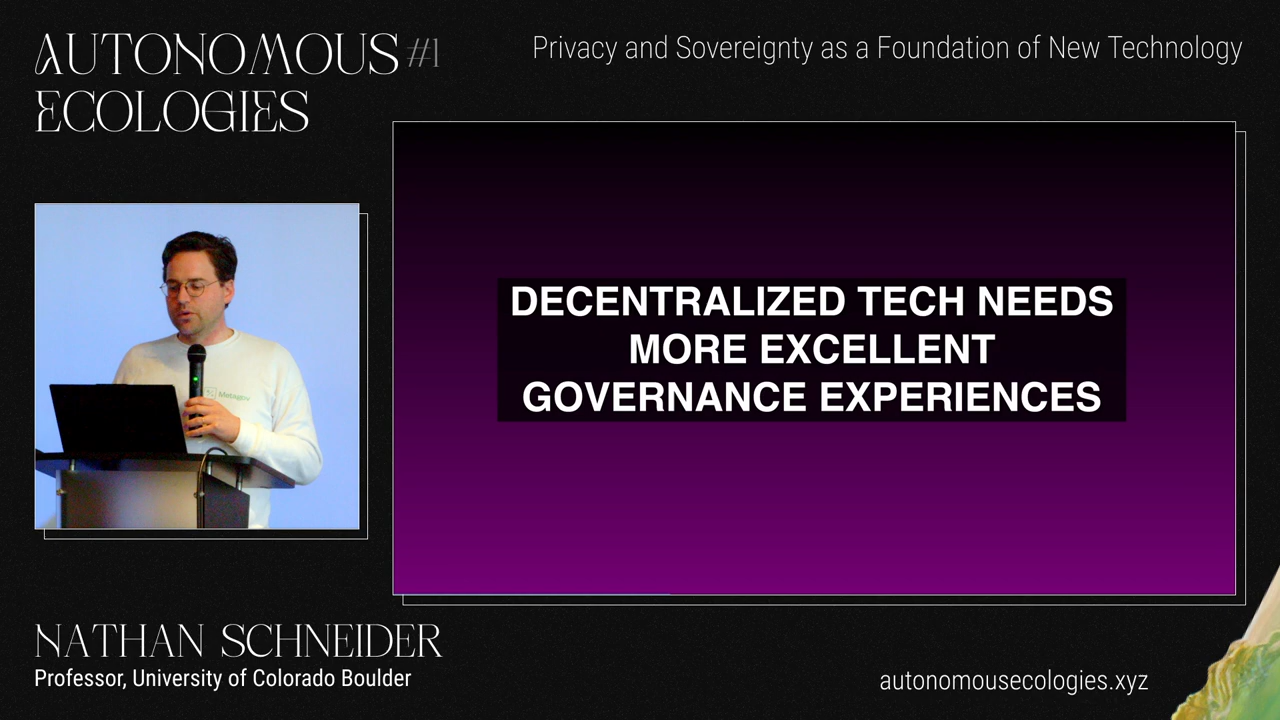 AUTONOMOUS #1
ECOLOGIES
Privacy and Sovereignty as a Foundation of New Technology
DECENTRALIZED TECH NEEDS
MORE EXCELLENT
GOVERNANCE EXPERIENCES
Metagov
NATHAN SCHNEIDER
Professor, University of Colorado Boulder
autonomousecologies.xyz